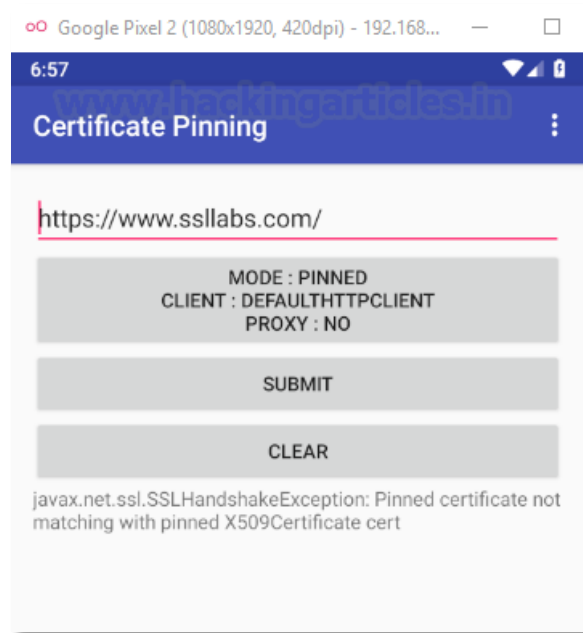 Google Pixel 2 (1080x1920, 420dpi) - 192.168...
6:57
www.hackingarticles.in
Certificate Pinning
https://www.ssllabs.com/
MODE : PINNED
CLIENT : DEFAULTHTTPCLIENT
PROXY : NO
SUBMIT
CLEAR
javax.net.ssl.SSLHandshakeException: Pinned certificate not
matching with pinned X509Certificate cert